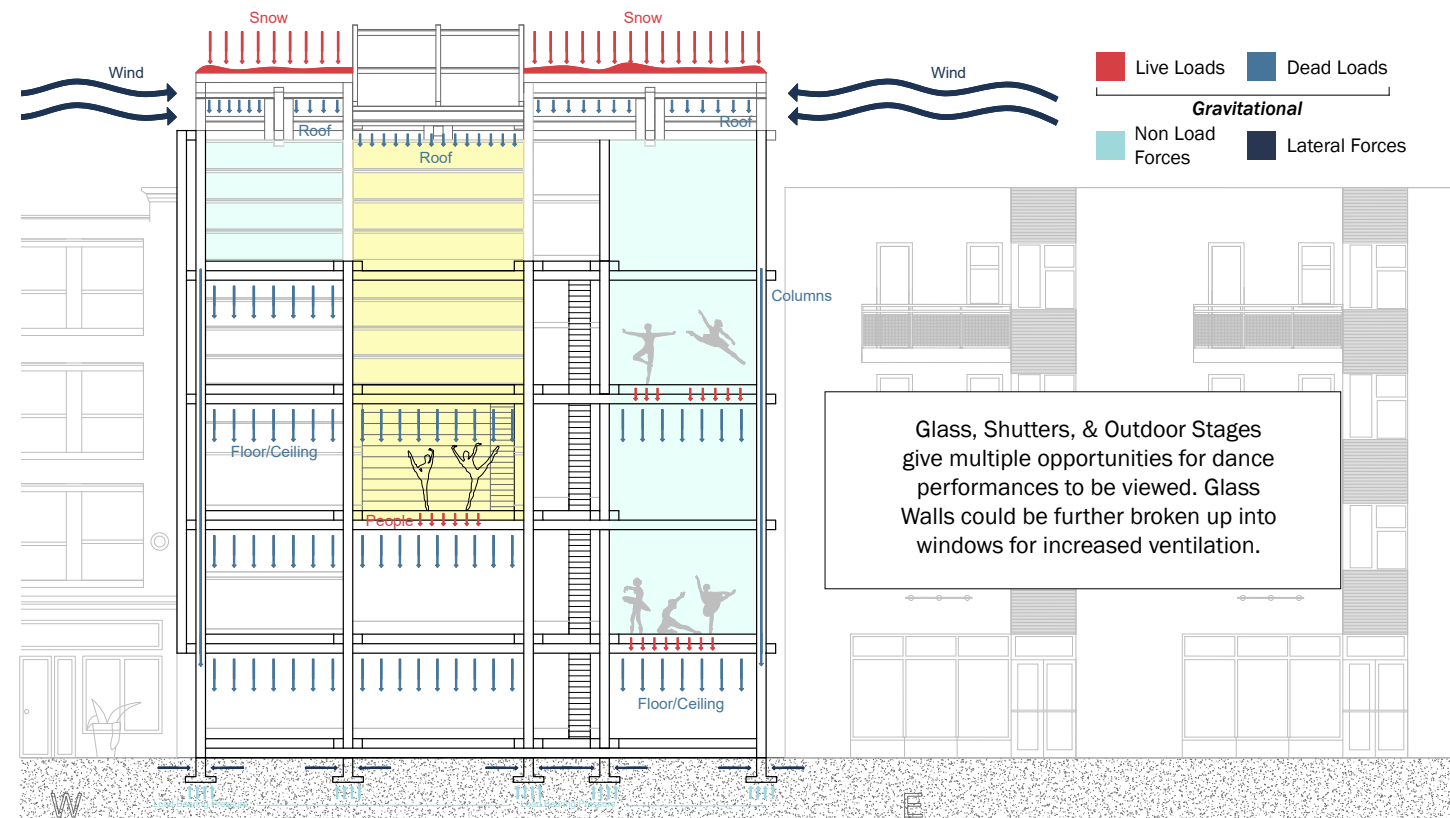 Snow
Snow
Wind
Wind
Live Loads
Dead Loads
Gravitational
Non Load
Forces
Lateral Forces
Roof
Roof
Roof
Columns
Floor/Ceiling
People
Glass, Shutters, & Outdoor Stages
give multiple opportunities for dance
performances to be viewed. Glass
Walls could be further broken up into
windows for increased ventilation.
Floor/Ceiling
W
E